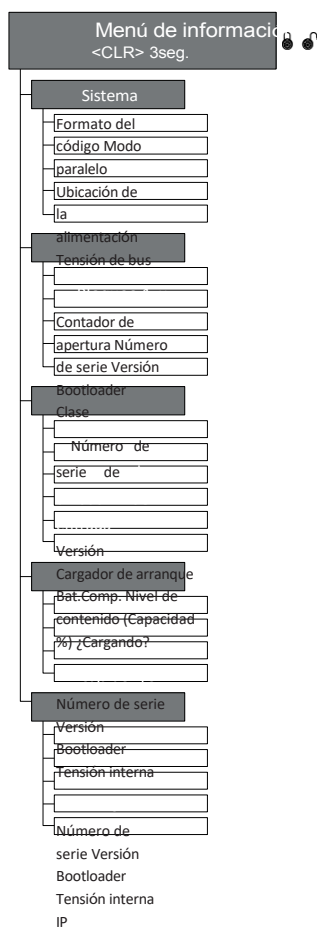 Menú de informació
<CLR> 3seg.
Sistema
Formato del
código Modo
paralelo
Ubicación de
la
alimentación
Tensión de bus
Contador de
apertura Número
de serie Versión
Bootloader
Clase
Número de
serie de
Versión
Cargador de arranque
Bat.Comp. Nivel de
contenido (Capacidad
%) ¿Cargando?
Número de serie
Versión
Bootloader
Tensión interna
Número de
serie Versión
Bootloader
Tensión interna
IP